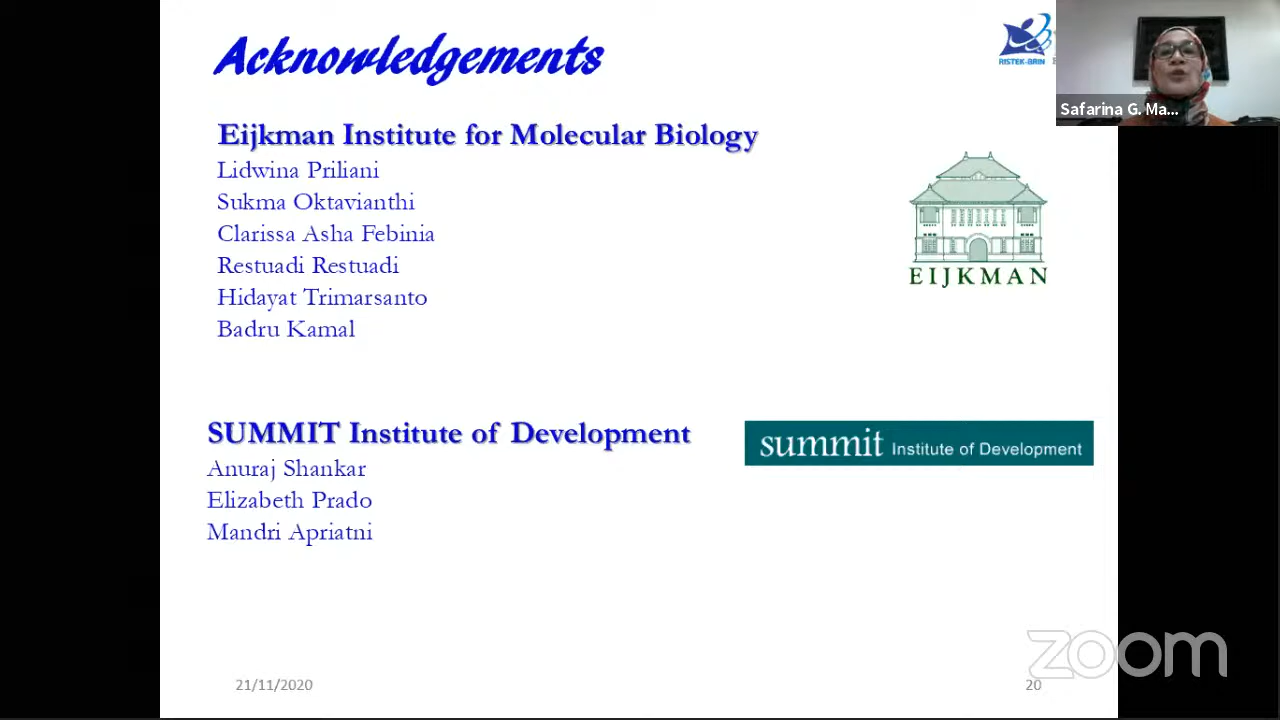 Acknowledgements
RISTEK-BRIN
Safarina G. Ma...
Eijkman Institute for Molecular Biology
Lidwina Priliani
Sukma Oktavianthi
Clarissa Asha Febinia
Restuadi Restuadi
Hidayat Trimarsanto
Badru Kamal
EIJKMAN
SUMMIT Institute of Development
summit Institute of Development
Anuraj Shankar
Elizabeth Prado
Mandri Apriatni
zoom
21/11/2020
20